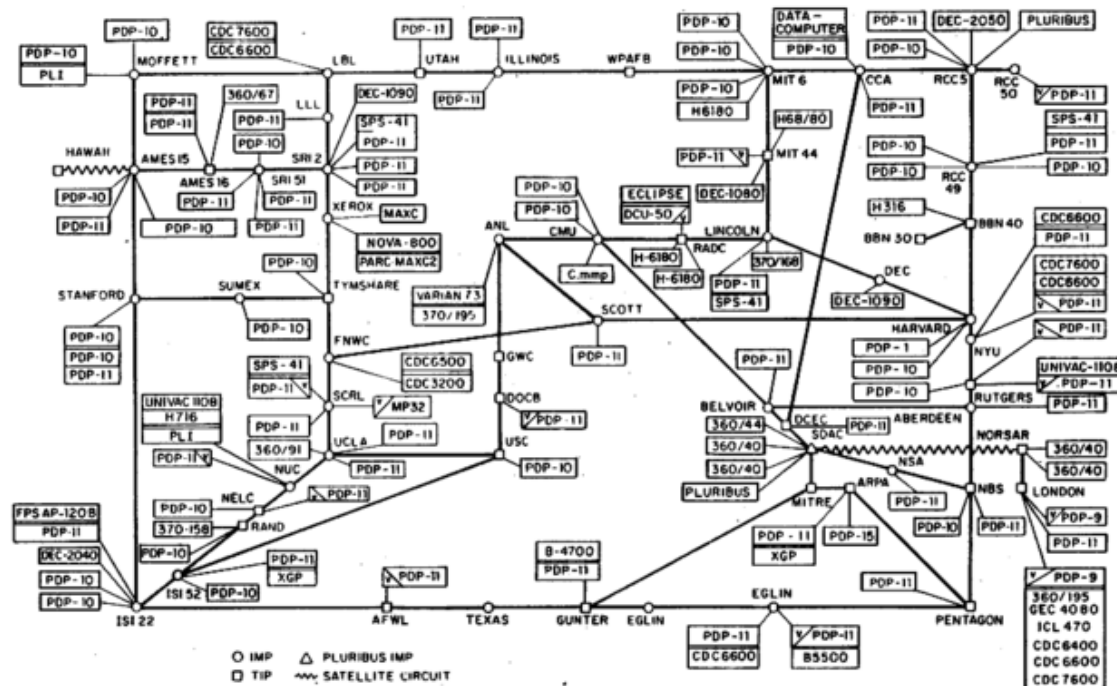 PDP-10
CDC7600
CDC6600
PDP-11
PDP-11
PDP-10
DATA-
COMPUTER
PDP-10
PDP-11
DEC-2050
PLURIBUS
PDP-10
PLI
MOFFETT
LBL
UTAH
ILLINOIS
WPAFB
PDP-10
PDP-10
H6180
MIT 6
CCA
PDP-10
RCC5
RCC
50
PDP-11
PDP-11
PDP-11
PDP-11
360/67
LLL
PDP-11
DEC-1090
SPS-41
PDP-11
PDP-11
PDP-11
PDP-11
H68/80
PDP-11
MIT 44
DEC-1080
PDP-10
PDP-10
SPS-41
PDP-11
PDP-10
RCC
49
HAWAII
AMES15
AMES16
PDP-10
SRI 51
SRI 2
PDP-11
PDP-11
PDP-11
PDP-10
PDP-11
PDP-10
XEROX
MAXC
NOVA-800
PARC-MAXC2
ANL
PDP-10
PDP-10
CMU
C.mmp
ECLIPSE
DCU-50
RADC
H-6180
H-6180
LINCOLN
370/168
PDP-11
SPS-41
H316
BBN 30
BBN 40
CDC6600
PDP-11
CDC7600
CDC6600
PDP-11
PDP-11
DEC
DEC-1090
STANFORD
SUMEX
PDP-10
TYMSHARE
PDP-10
PDP-10
PDP-10
PDP-11
VARIAN 73
370/195
SCOTT
PDP-11
HARVARD
NYU
PDP-1
PDP-10
PDP-10
FNWC
SPS-41
PDP-11
CDC6500
CDC3200
GWC
PDP-11
UNIVAC-1108
PDP-11
RUTGERS
PDP-11
UNIVAC 1108
H716
PLI
PDP-11
SCRL
MP32
PDP-11
360/91
UCLA
PDP-11
PDP-11
DOCB
PDP-11
USC
PDP-10
BELVOIR
ABERDEEN
DCEC
PDP-11
SDAC
360/44
360/40
360/40
PLURIBUS
NORSAR
360/40
360/40
NUC
NELC
PDP-10
PDP-11
370-158
RAND
PDP-10
NSA
PDP-11
MITRE
ARPA
PDP-11
XGP
PDP-15
NBS
PDP-10
PDP-11
LONDON
PDP-9
PDP-11
FPS AP-120B
PDP-11
DEC-2040
PDP-10
PDP-10
PDP-11
XGP
PDP-10
ISI 52
ISI 22
PDP-11
AFWL
TEXAS
B-4700
PDP-11
GUNTER
EGLIN
EGLIN
PDP-11
CDC6600
PDP-11
B5500
PDP-11
PENTAGON
PDP-9
360/195
GEC 4080
ICL 470
CDC6400
CDC6600
CDC7600
IMP
PLURIBUS IMP
TIP
SATELLITE CIRCUIT